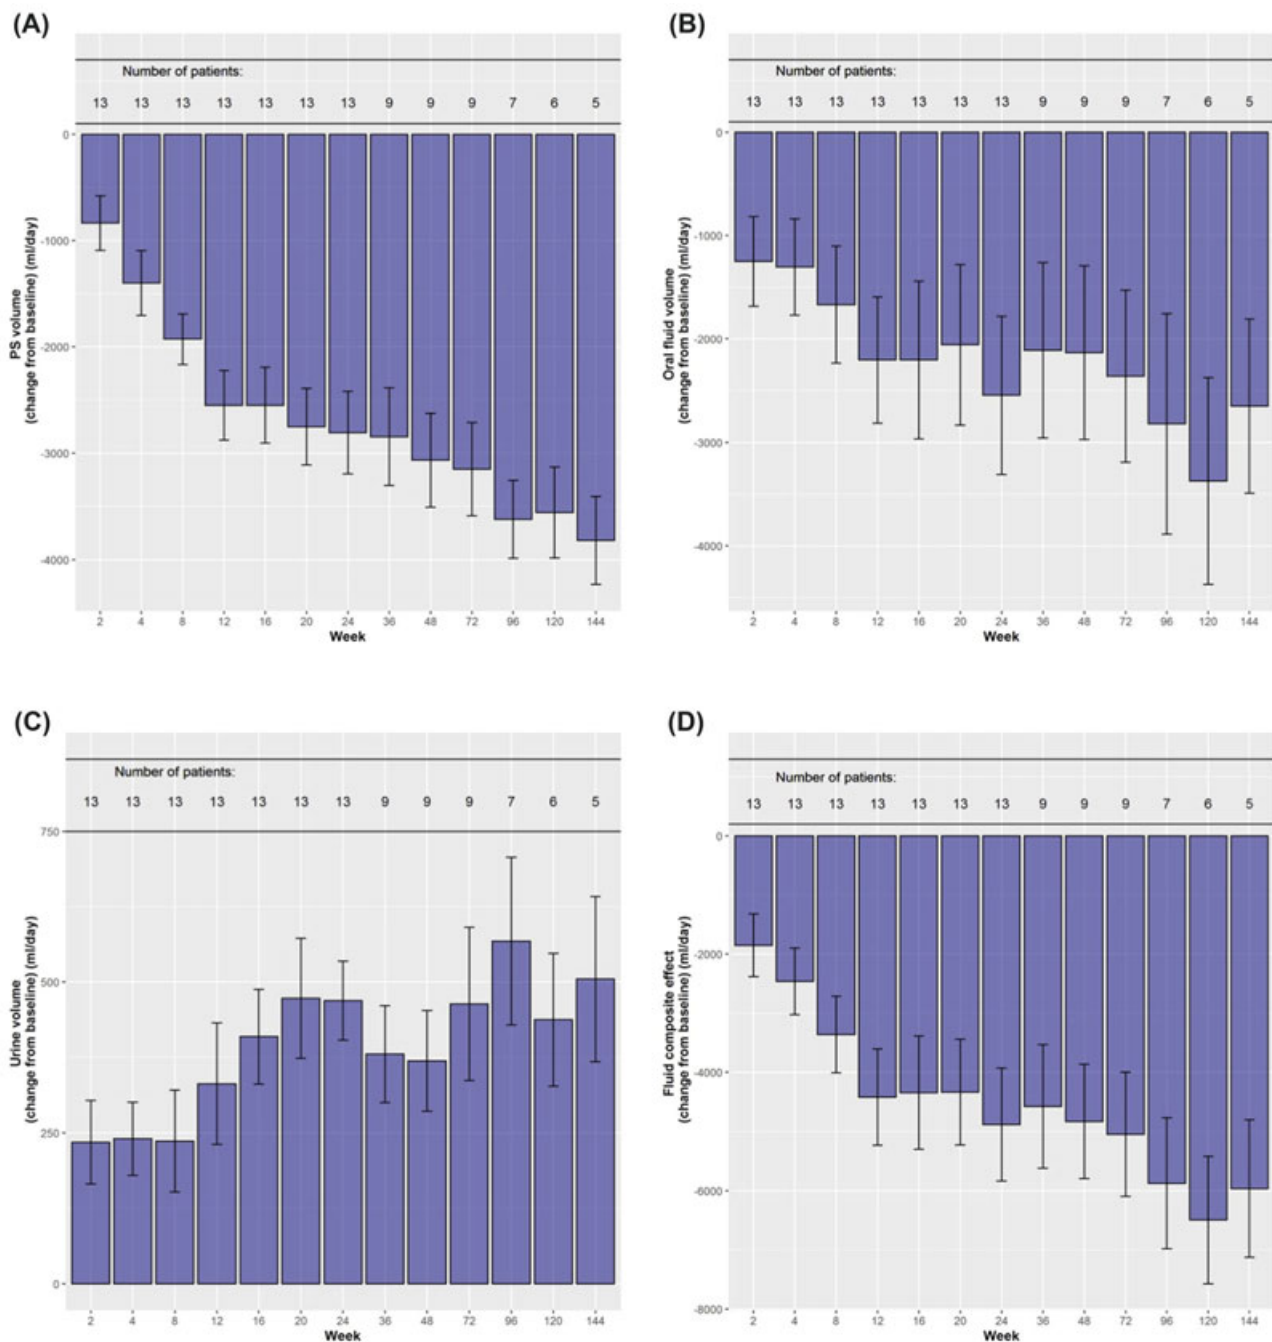 (A)
Number of patients:
13 13 13 13 13 13 13 9 9 9 7 6 5
0
-1000
-2000
-3000
-4000
PS volume
(change from baseline) (ml/day)
2 4 8 12 16 20 24 36 48 72 96 120 144
Week
(B)
Number of patients:
13 13 13 13 13 13 13 9 9 9 7 6 5
0
-1000
-2000
-3000
-4000
Oral fluid volume
(change from baseline) (ml/day)
2 4 8 12 16 20 24 36 48 72 96 120 144
Week
(C)
Number of patients:
13 13 13 13 13 13 13 9 9 9 7 6 5
750
500
250
0
Urine volume
(change from baseline) (ml/day)
2 4 8 12 16 20 24 36 48 72 96 120 144
Week
(D)
Number of patients:
13 13 13 13 13 13 13 9 9 9 7 6 5
0
-2000
-4000
-6000
-8000
Fluid composite effect
(change from baseline) (ml/day)
2 4 8 12 16 20 24 36 48 72 96 120 144
Week